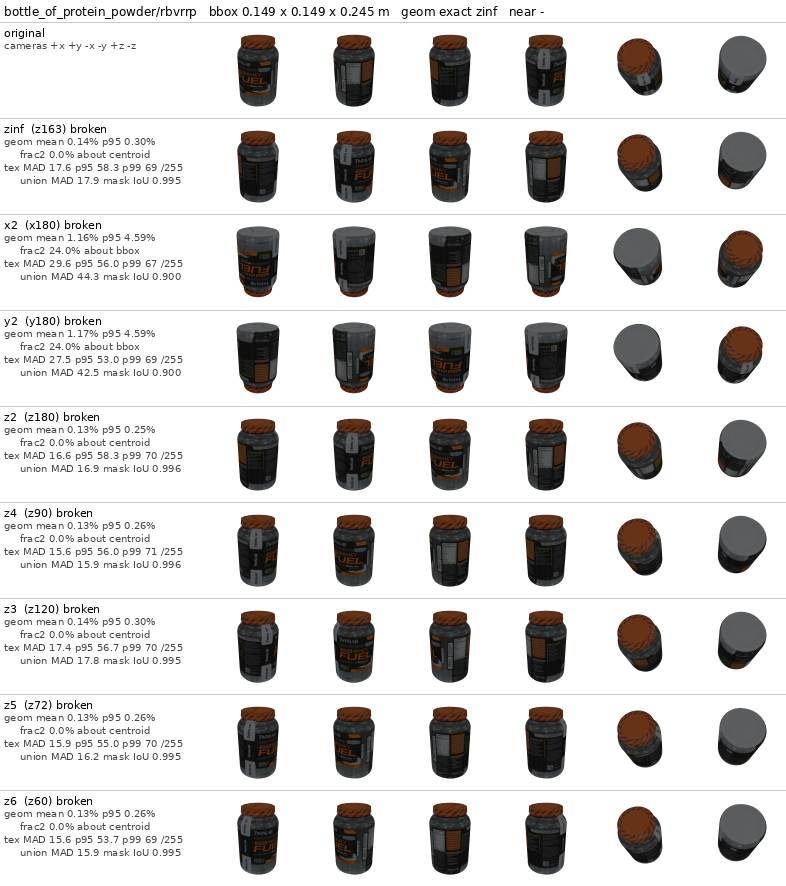 bottle_of_protein_powder/rbvrrp bbox 0.149 x 0.149 x 0.245 m geom exact zinf near -
original
cameras +x +y -x -y +z -z
FUEL
zinf (z163) broken
geom mean 0.14% p95 0.30%
frac2 0.0% about centroid
tex MAD 17.6 p95 58.3 p99 69 /255
union MAD 17.9 mask IoU 0.995
x2 (x180) broken
geom mean 1.16% p95 4.59%
frac2 24.0% about bbox
tex MAD 29.6 p95 56.0 p99 67 /255
union MAD 44.3 mask IoU 0.900
FUEL
y2 (y180) broken
geom mean 1.17% p95 4.59%
frac2 24.0% about bbox
tex MAD 27.5 p95 53.0 p99 69 /255
union MAD 42.5 mask IoU 0.900
FUEL
z2 (z180) broken
geom mean 0.13% p95 0.25%
frac2 0.0% about centroid
tex MAD 16.6 p95 58.3 p99 70 /255
union MAD 16.9 mask IoU 0.996
FUEL
z4 (z90) broken
geom mean 0.13% p95 0.26%
frac2 0.0% about centroid
tex MAD 15.6 p95 56.0 p99 71 /255
union MAD 15.9 mask IoU 0.996
FUEL
z3 (z120) broken
geom mean 0.14% p95 0.30%
frac2 0.0% about centroid
tex MAD 17.4 p95 56.7 p99 70 /255
union MAD 17.8 mask IoU 0.995
FUEL
z5 (z72) broken
geom mean 0.13% p95 0.26%
frac2 0.0% about centroid
tex MAD 15.9 p95 55.0 p99 70 /255
union MAD 16.2 mask IoU 0.995
FUEL
z6 (z60) broken
geom mean 0.13% p95 0.26%
frac2 0.0% about centroid
tex MAD 15.6 p95 53.7 p99 69 /255
union MAD 15.9 mask IoU 0.995